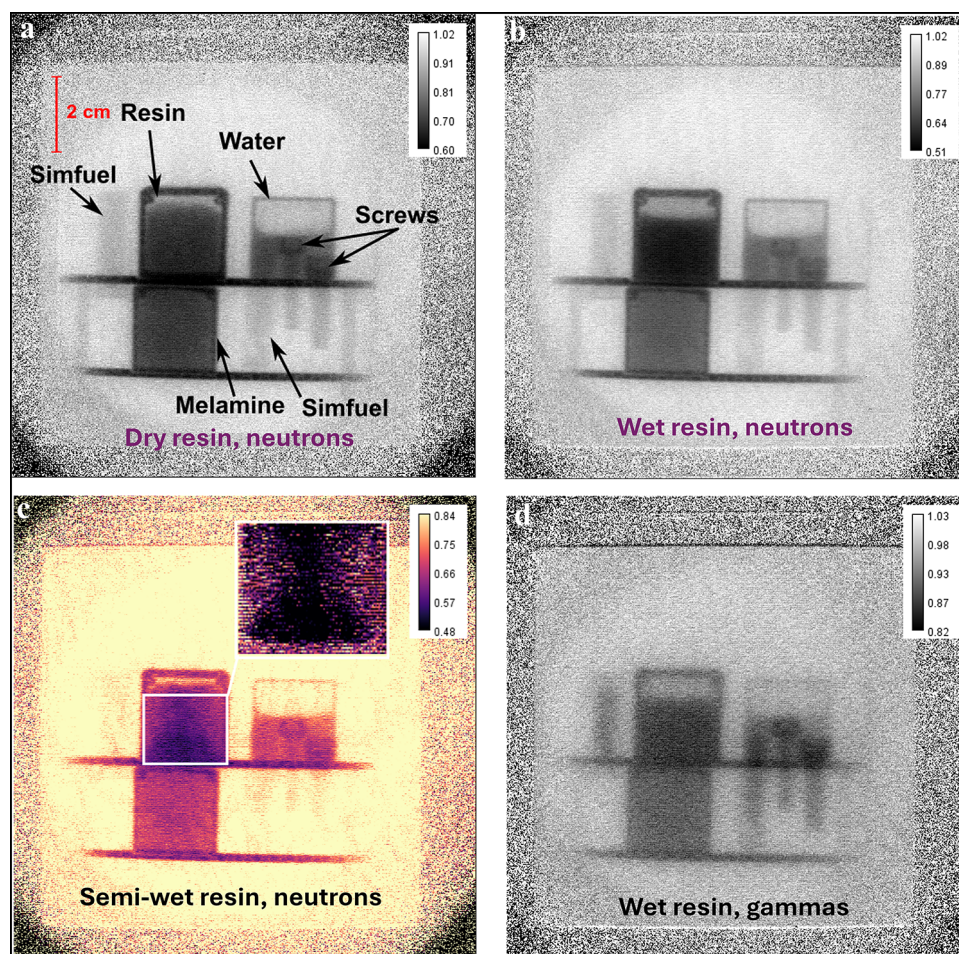 a
1.02
0.91
0.81
0.70
0.60
2 cm
Resin
Water
Simfuel
Screws
Melamine
Simfuel
Dry resin, neutrons
b
1.02
0.89
0.77
0.64
0.51
Wet resin, neutrons
c
0.84
0.75
0.66
0.57
0.48
Semi-wet resin, neutrons
d
1.03
0.98
0.93
0.87
0.82
Wet resin, gammas